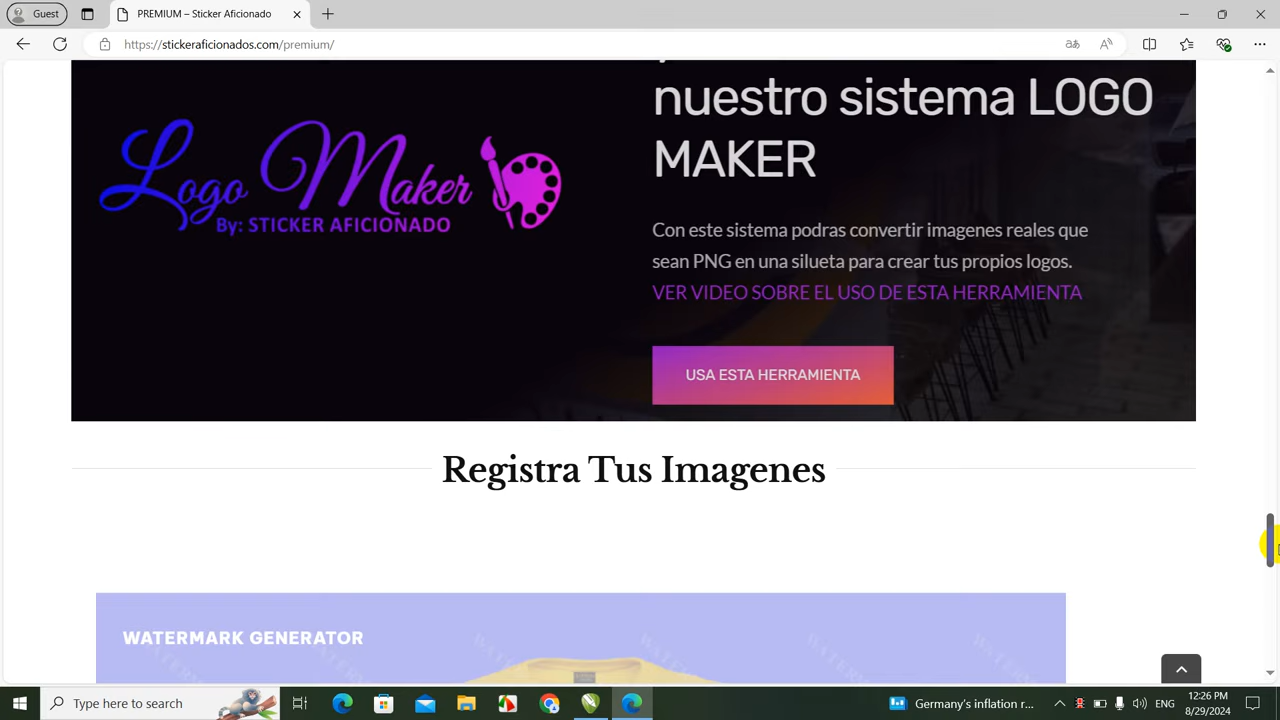 Guest
PREMIUM – Sticker Aficionado
https://stickeraficionados.com/premium/
nuestro sistema LOGO
MAKER
Logo Maker
By: STICKER AFICIONADO
Con este sistema podras convertir imagenes reales que
sean PNG en una silueta para crear tus propios logos.
VER VIDEO SOBRE EL USO DE ESTA HERRAMIENTA
USA ESTA HERRAMIENTA
Registra Tus Imagenes
WATERMARK GENERATOR
Type here to search
Germany's inflation r...
ENG
12:26 PM
8/29/2024